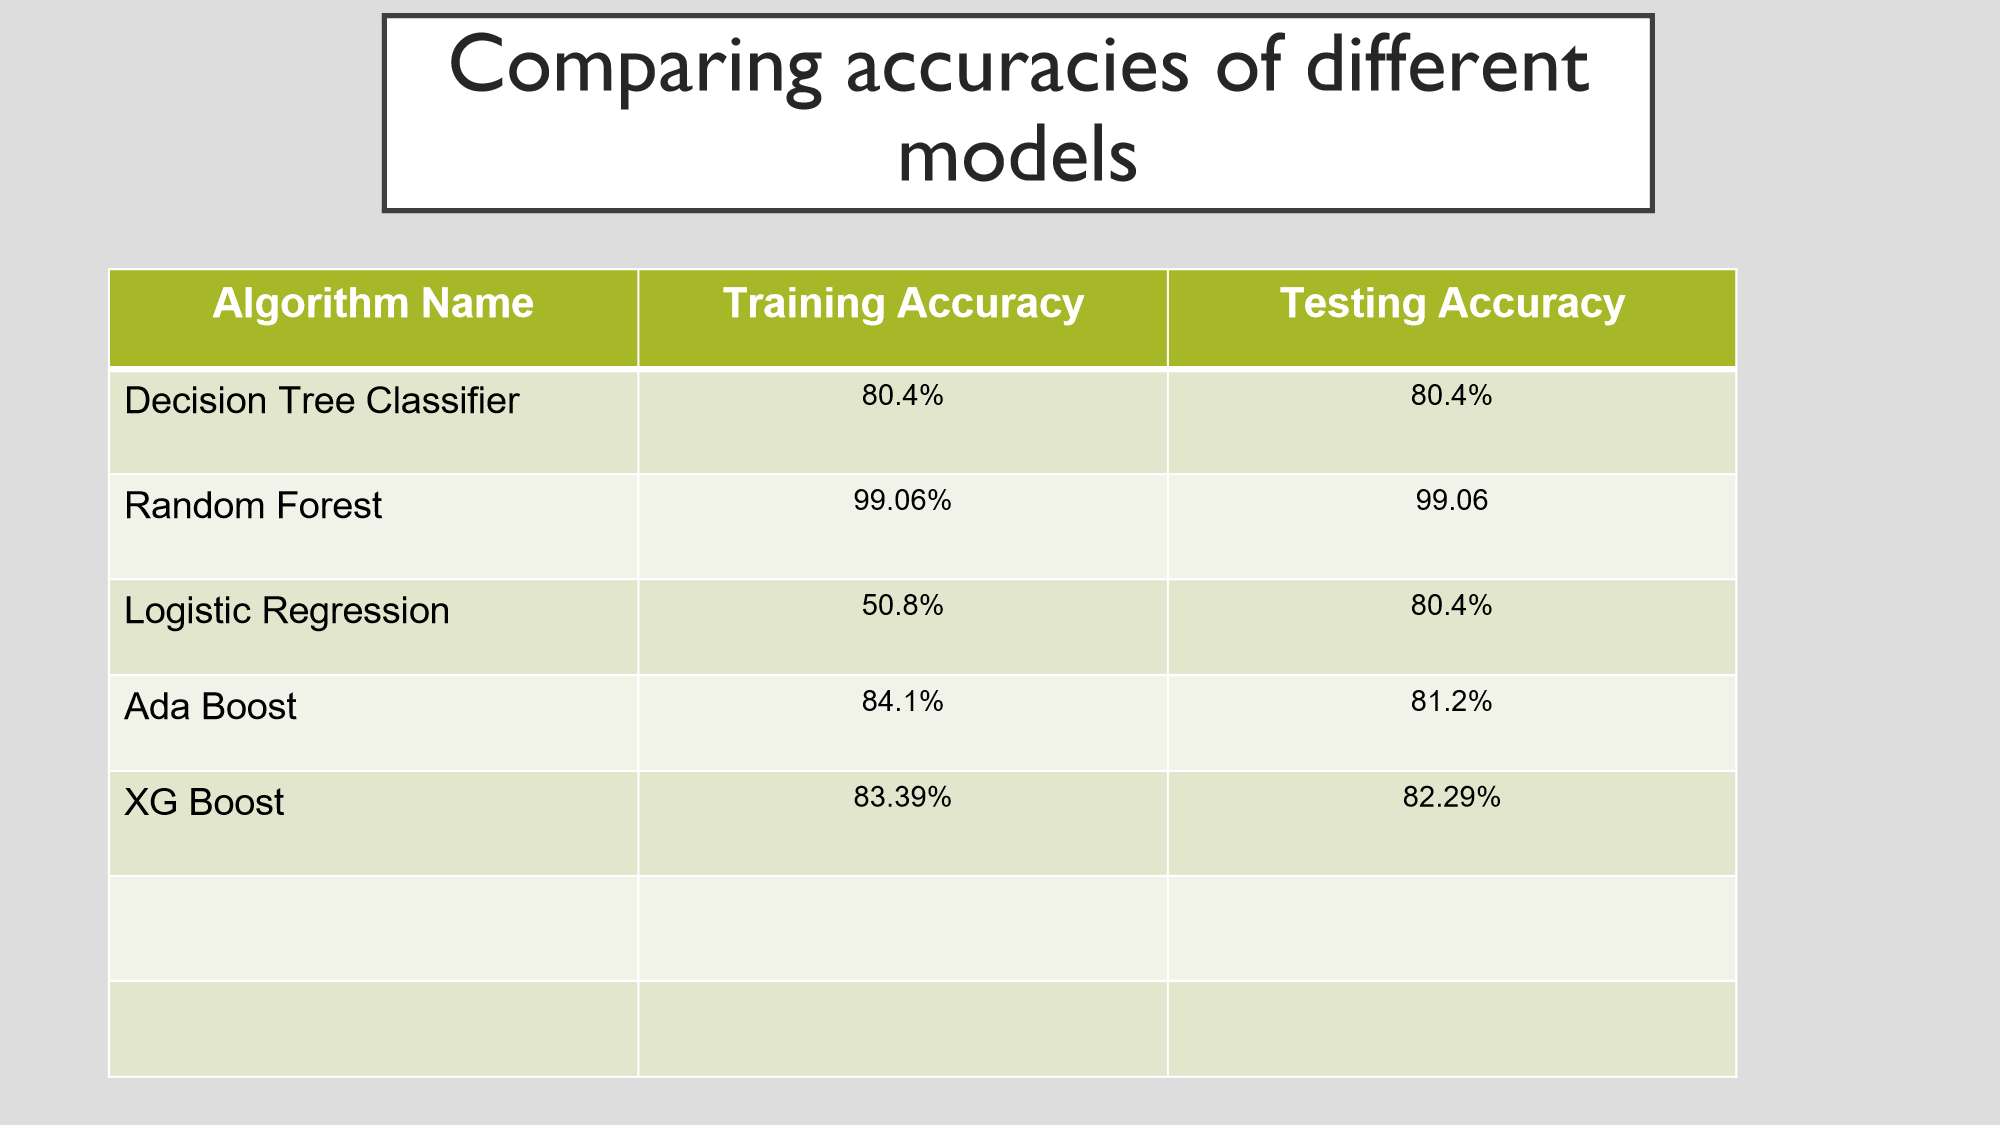 Comparing accuracies of different
models
Algorithm Name Training Accuracy Testing Accuracy
Decision Tree Classifier 80.4% 80.4%
Random Forest 99.06% 99.06
Logistic Regression 50.8% 80.4%
Ada Boost 84.1% 81.2%
XG Boost 83.39% 82.29%